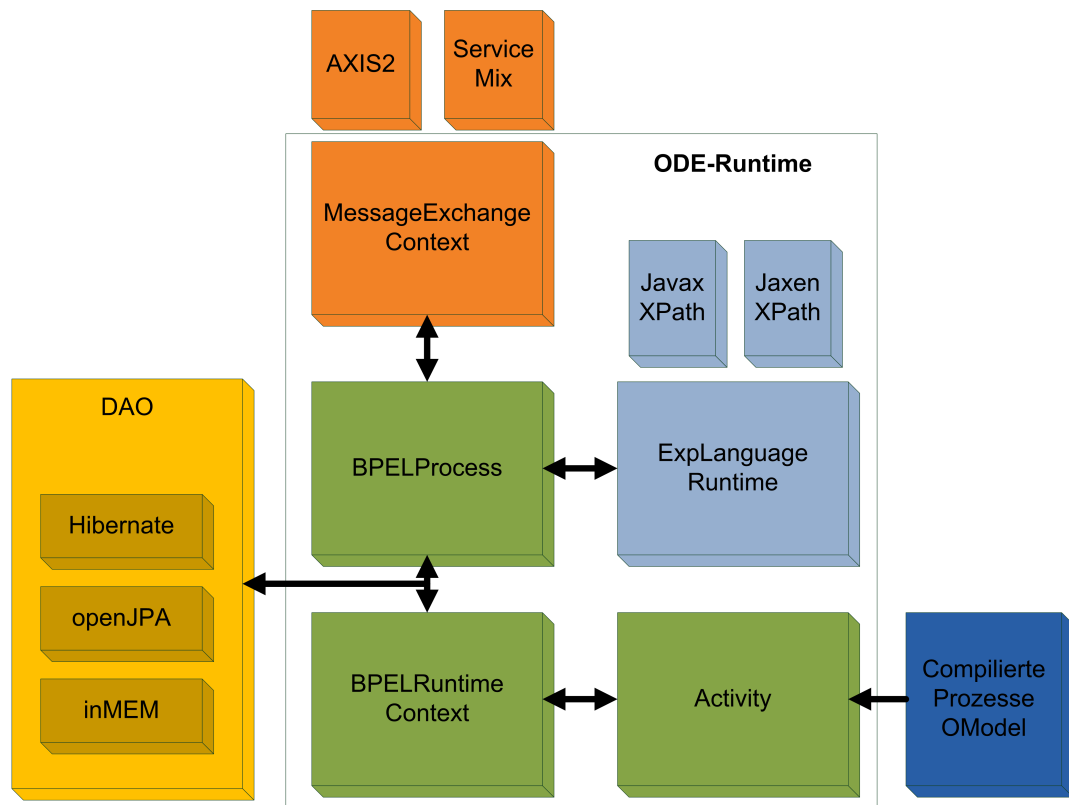 AXIS2
Service
Mix
ODE-Runtime
MessageExchange
Context
Javax
XPath
Jaxen
XPath
DAO
BPELProcess
ExpLanguage
Runtime
Hibernate
openJPA
inMEM
BPELRuntime
Context
Activity
Compilierte
Prozesse
OModel